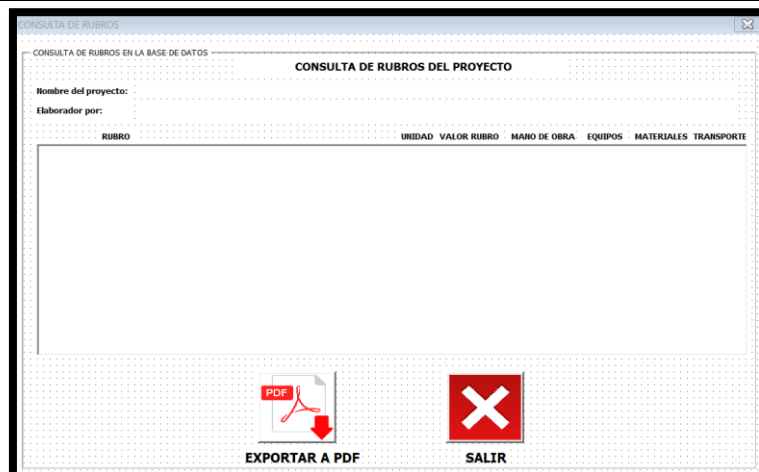 CONSULTA DE RUBROS
CONSULTA DE RUBROS EN LA BASE DE DATOS
CONSULTA DE RUBROS DEL PROYECTO
Nombre del proyecto:
Elaborador por:
RUBRO UNIDAD VALOR RUBRO MANO DE OBRA EQUIPOS MATERIALES TRANSPORTE
PDF
EXPORTAR A PDF SALIR